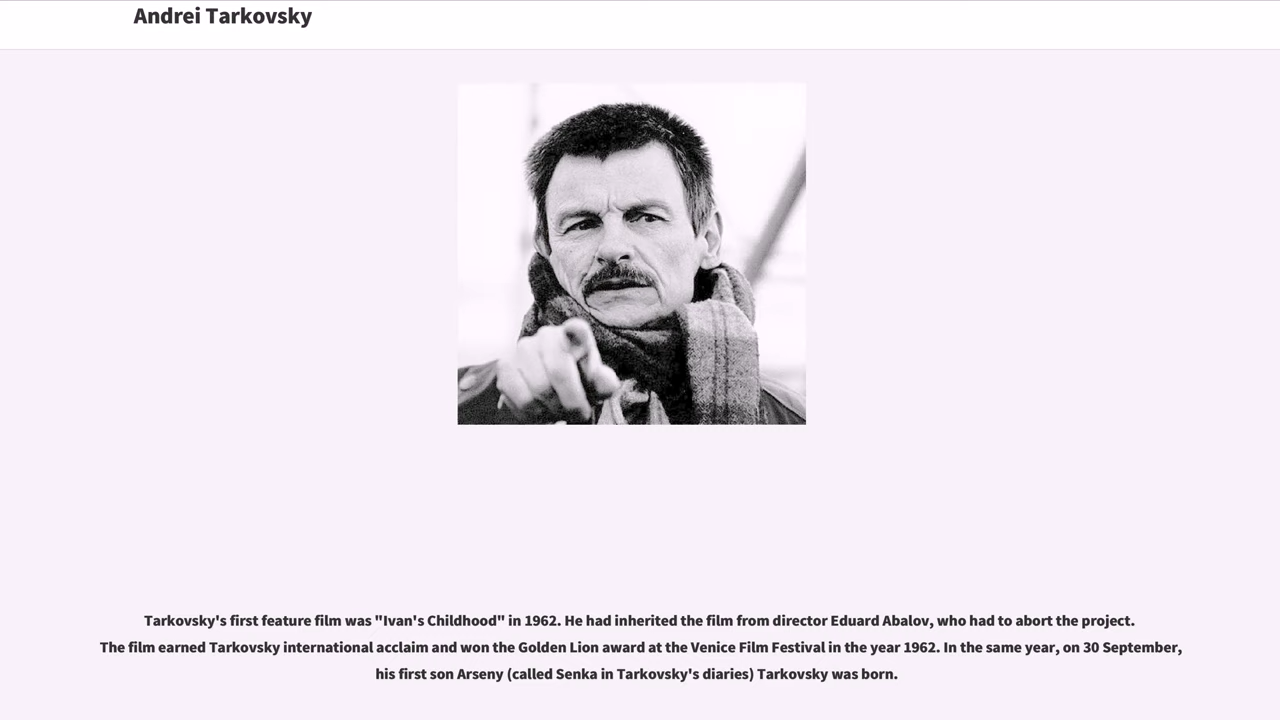 Andrei Tarkovsky
Tarkovsky's first feature film was "Ivan's Childhood" in 1962. He had inherited the film from director Eduard Abalov, who had to abort the project.
The film earned Tarkovsky international acclaim and won the Golden Lion award at the Venice Film Festival in the year 1962. In the same year, on 30 September,
his first son Arseny (called Senka in Tarkovsky's diaries) Tarkovsky was born.